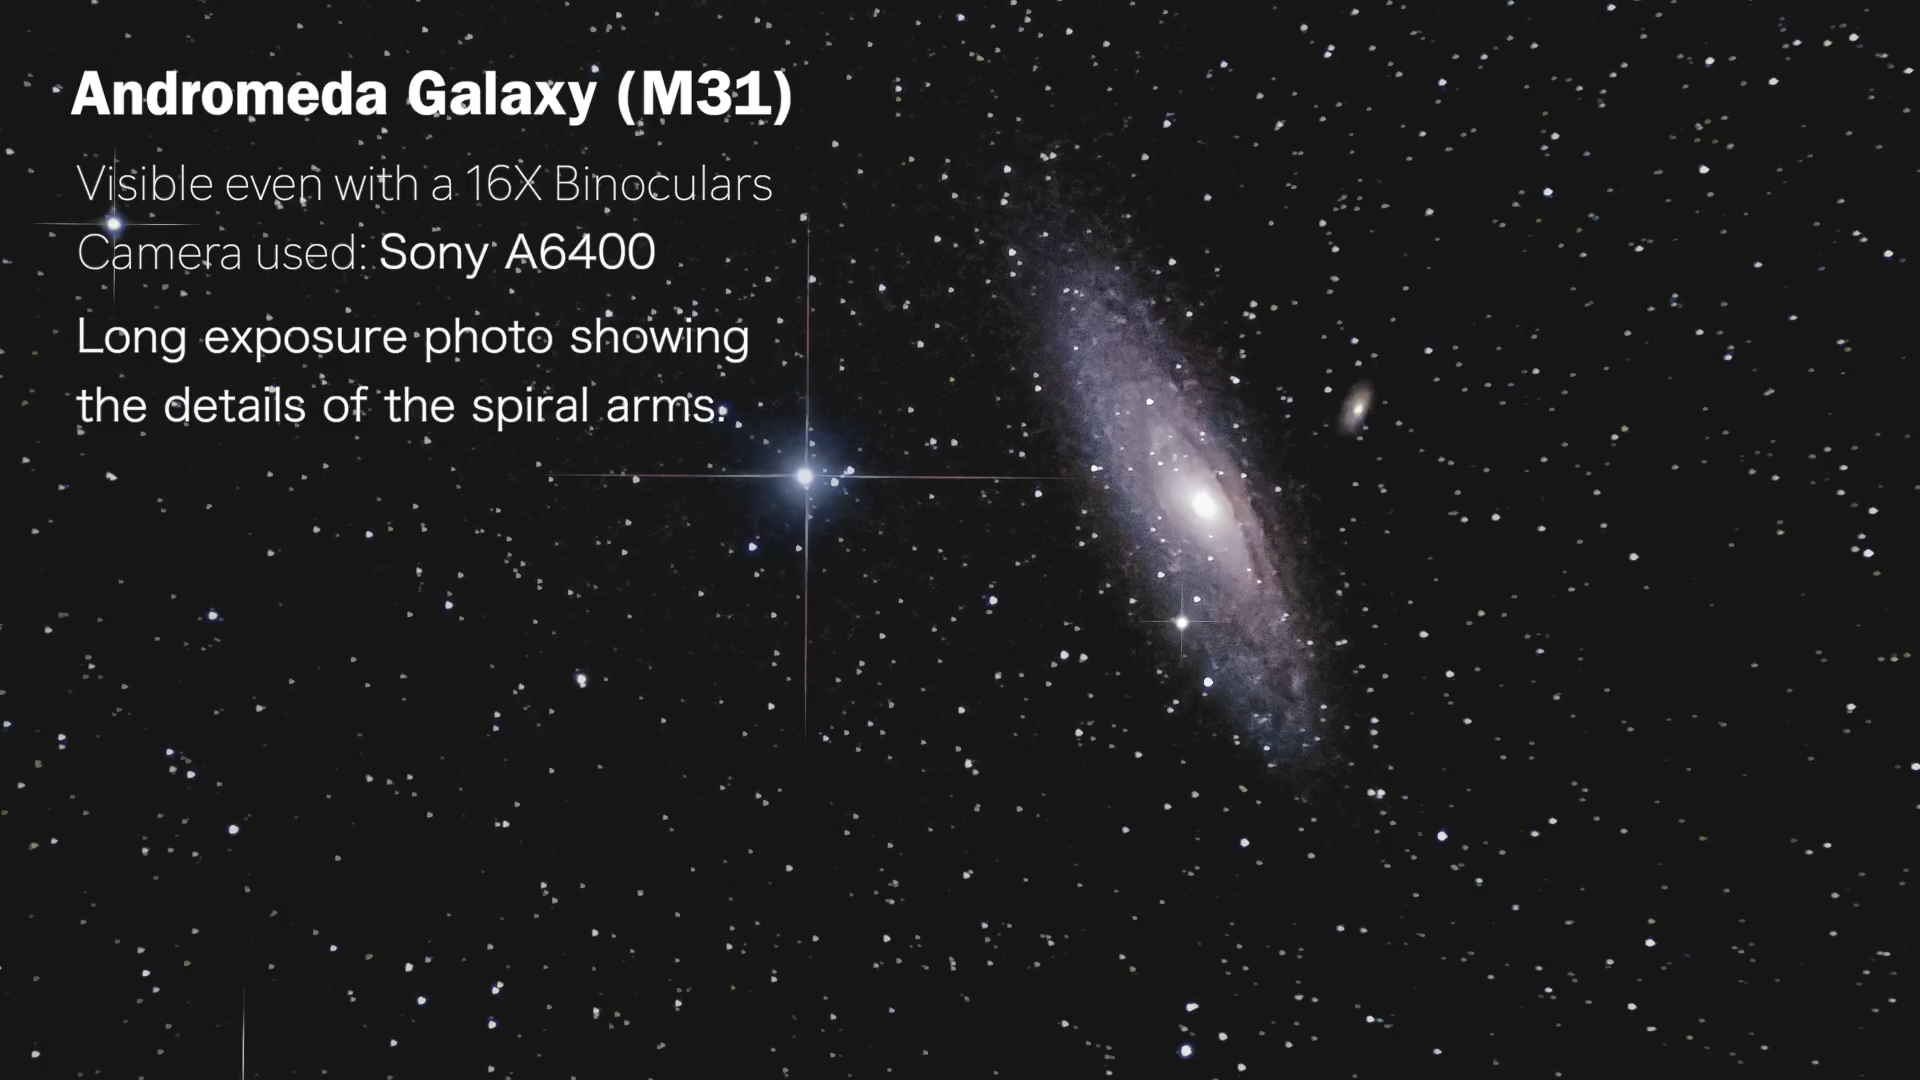 Andromeda Galaxy (M31)
Visible even with a 16X Binoculars
Camera used: Sony A6400
Long exposure photo showing
the details of the spiral arms.